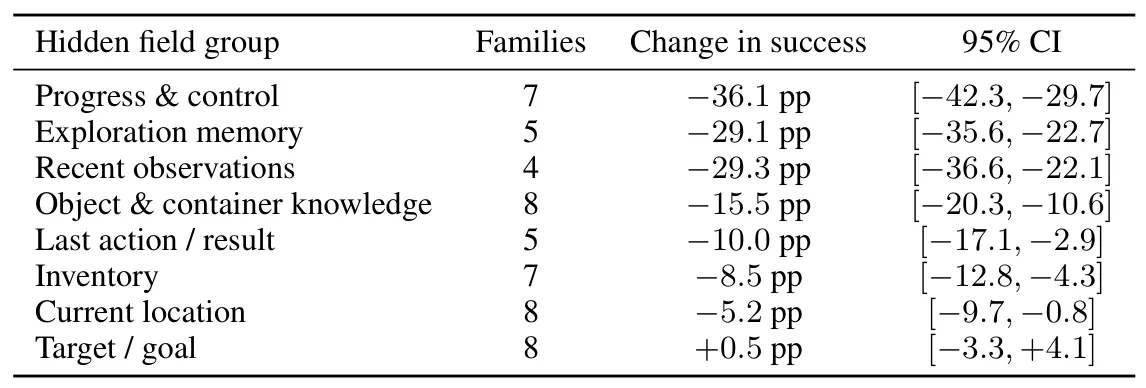 Hidden field group Families Change in success 95% CI
Progress & control 7 −36.1 pp [−42.3, −29.7]
Exploration memory 5 −29.1 pp [−35.6, −22.7]
Recent observations 4 −29.3 pp [−36.6, −22.1]
Object & container knowledge 8 −15.5 pp [−20.3, −10.6]
Last action / result 5 −10.0 pp [−17.1, −2.9]
Inventory 7 −8.5 pp [−12.8, −4.3]
Current location 8 −5.2 pp [−9.7, −0.8]
Target / goal 8 +0.5 pp [−3.3, +4.1]